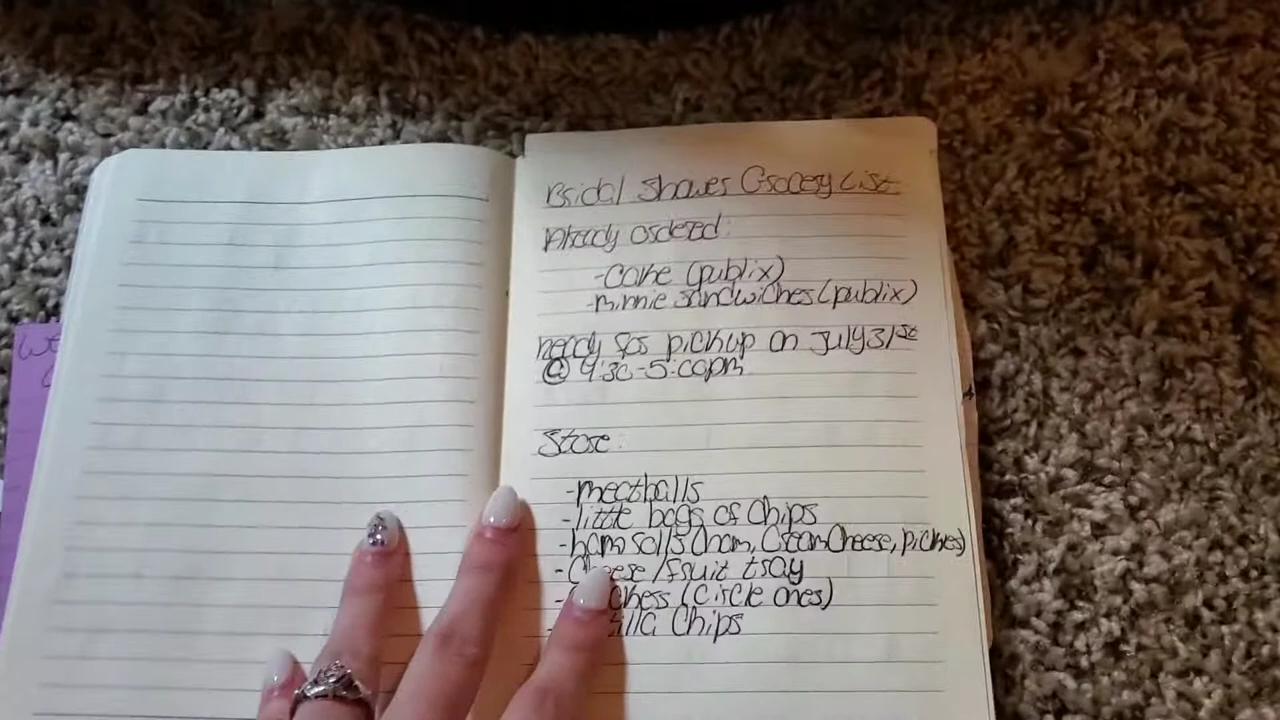 Bridal Shower Grocery List
Already ordered:
-Cake (publix)
-Minnie sandwiches (publix)
ready for pickup on July 31st
@ 4:30-5:00pm
Store:
-meatballs
-little bags of Chips
-ham rolls (ham, Cream Cheese, pickles)
-Cheese/fruit tray
(Circle ones)
Chips
We